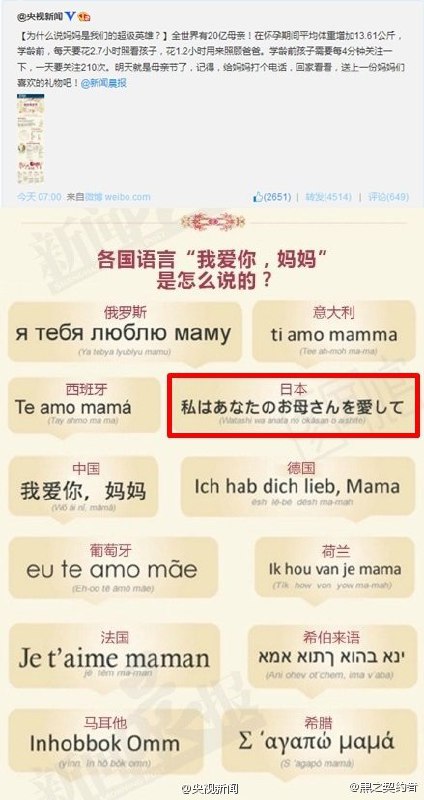 @央视新闻 V
【为什么说妈妈是我们的超级英雄？】全世界有20亿母亲！在怀孕期间平均体重增加13.61公斤，
学龄前，每天要花2.7小时照看孩子，花1.2小时用来照顾爸爸。学龄前孩子需要每4分钟关注一
下，一天要关注210次。明天就是母亲节了，记得，给妈妈打个电话，回家看看，送上一份妈妈们
喜欢的礼物吧！@新闻晨报
今天 07:00 来自微博 weibo.com (2651) | 转发(4514) | 评论(649)
各国语言“我爱你，妈妈”
是怎么说的？
俄罗斯
я тебя люблю маму
(Ya tebya lyublyu mamu)
意大利
ti amo mamma
(Tee ah-moh ma-ma)
西班牙
Te amo mamá
(Tay ahmo ma ma)
日本
私はあなたのお母さんを愛して
(Watashi wa anata no okāsan o aishite)
中国
我爱你，妈妈
(Wǒ ài nǐ, māmā)
德国
Ich hab dich lieb, Mama
(ésh lé-be désh ma-mah)
葡萄牙
eu te amo mãe
(Eh-oo té amo mãe)
荷兰
Ik hou van je mama
(Tik how von yow ma-mah)
法国
Je t’aime maman
(jé tém ma-man)
希伯来语
ינא בהוא ךתוא אמא
(Ani ohev ot'chem, ima v'aba)
马耳他
Inhobbok Omm
(yinn in hő bők omm)
希腊
Σ ‘αγαπώ μαμά
(S 'agapó mamá)
@央视新闻
@黑之契约者